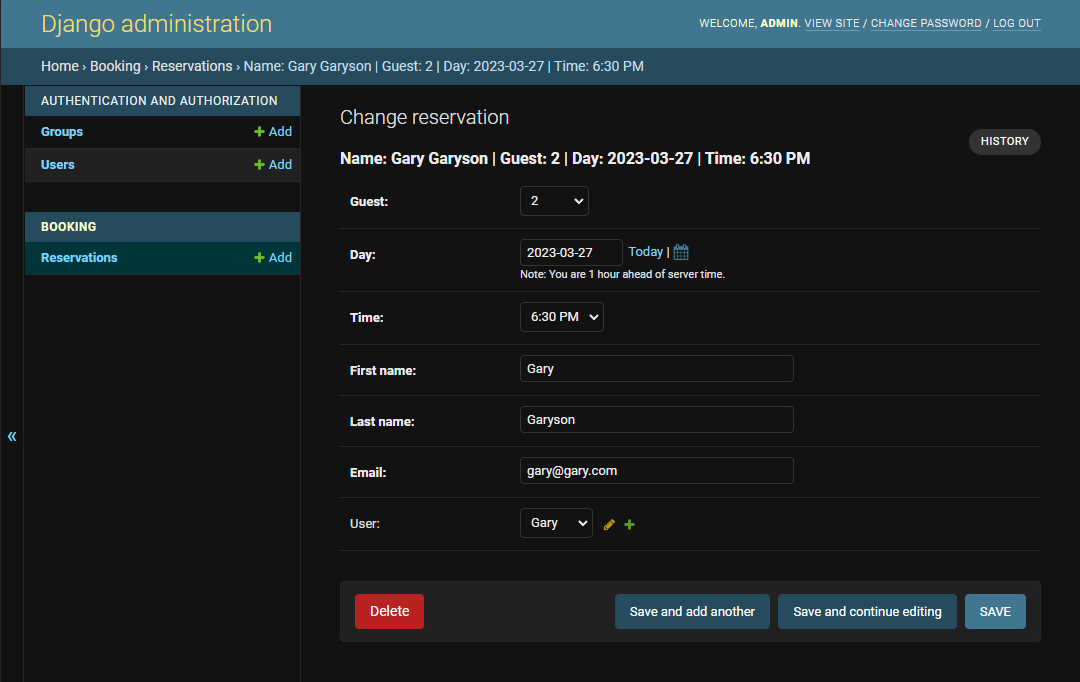 Django administration
WELCOME, ADMIN. VIEW SITE / CHANGE PASSWORD / LOG OUT
Home › Booking › Reservations › Name: Gary Garyson | Guest: 2 | Day: 2023-03-27 | Time: 6:30 PM
AUTHENTICATION AND AUTHORIZATION
Groups + Add
Users + Add
BOOKING
Reservations + Add
«
Change reservation
HISTORY
Name: Gary Garyson | Guest: 2 | Day: 2023-03-27 | Time: 6:30 PM
Guest: 2
Day: 2023-03-27 Today |
Note: You are 1 hour ahead of server time.
Time: 6:30 PM
First name: Gary
Last name: Garyson
Email: gary@gary.com
User: Gary
Delete Save and add another Save and continue editing SAVE